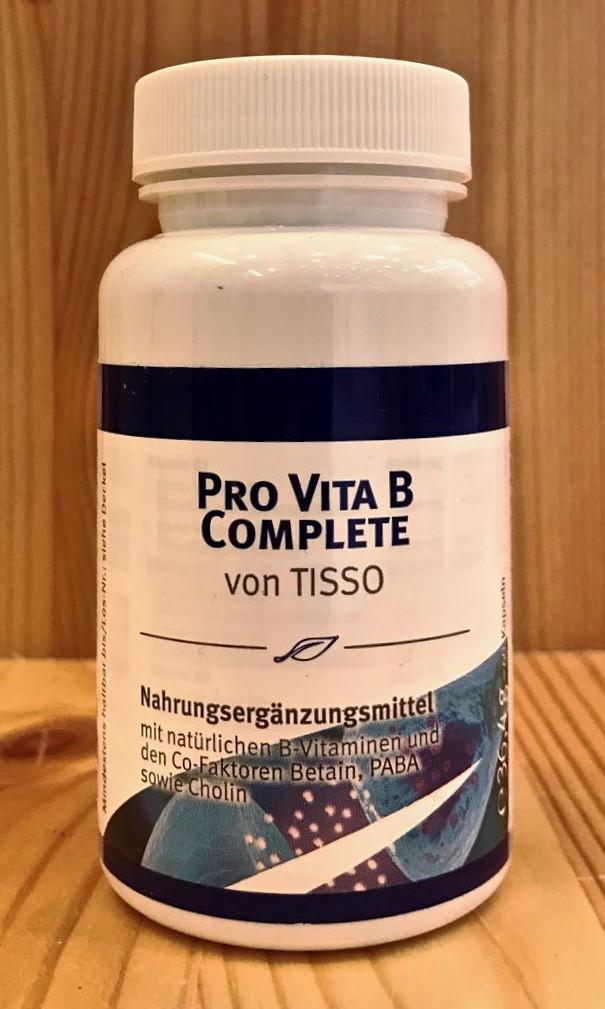 PRO VITA B
COMPLETE
von TISSO
Nahrungsergänzungsmittel
mit natürlichen B-Vitaminen und
den Co-Faktoren Betain, PABA
sowie Cholin
Mindestens haltbar bis/Los-Nr.: siehe Deckel
Kapseln